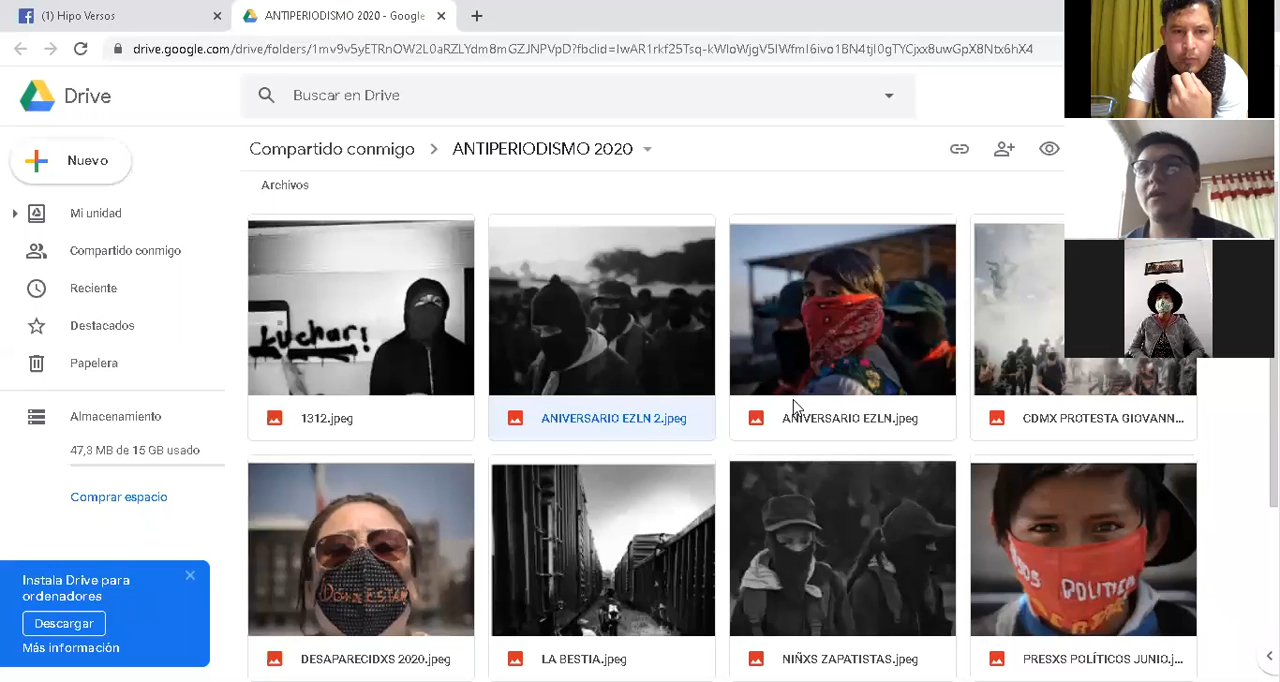 (1) Hipo Versos
ANTIPERIODISMO 2020 - Google
drive.google.com/drive/folders/1mv9v5yETRnOW2L0aRZLYdmGnGZJNPVpD?fbclid=IwAR1rkf25Tsq-kWloWjgV5IWfmI6ivo1BN4tjI0gTYCjxx8uwGpX8Ntx6hX4
Drive
Buscar en Drive
Nuevo
Compartido conmigo > ANTIPERIODISMO 2020
Archivos
Mi unidad
Compartido conmigo
Reciente
Destacados
Papelera
Almacenamiento
47,3 MB de 15 GB usado
Comprar espacio
Instala Drive para
ordenadores
Descargar
Más información
Luchar!
1312.jpeg
ANIVERSARIO EZLN 2.jpeg
ANIVERSARIO EZLN.jpeg
CDMX PROTESTA GIOVANN...
POLITICA
DESAPARECIDXS 2020.jpeg
LA BESTIA.jpeg
NIÑXS ZAPATISTAS.jpeg
PRESXS POLÍTICOS JUNIO.j...